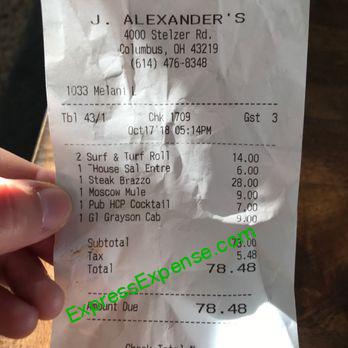 J. ALEXANDER'S
4000 Stelzer Rd.
Columbus, OH 43219
(614) 476-8348
1033 Melani L
Tbl 43/1 Chk 1709 Gst 3
Oct17'18 05:14PM
2 Surf & Turf Roll 14.00
1 *House Sal Entre 6.00
1 Steak Brazzo 28.00
1 Moscow Mule 9.00
1 Pub HCP Cocktail 7.00
1 Gl Grayson Cab 9.00
Subtotal 73.00
Tax 5.48
Total 78.48
Amount Due 78.48
ExpressExpense.com
Check Total